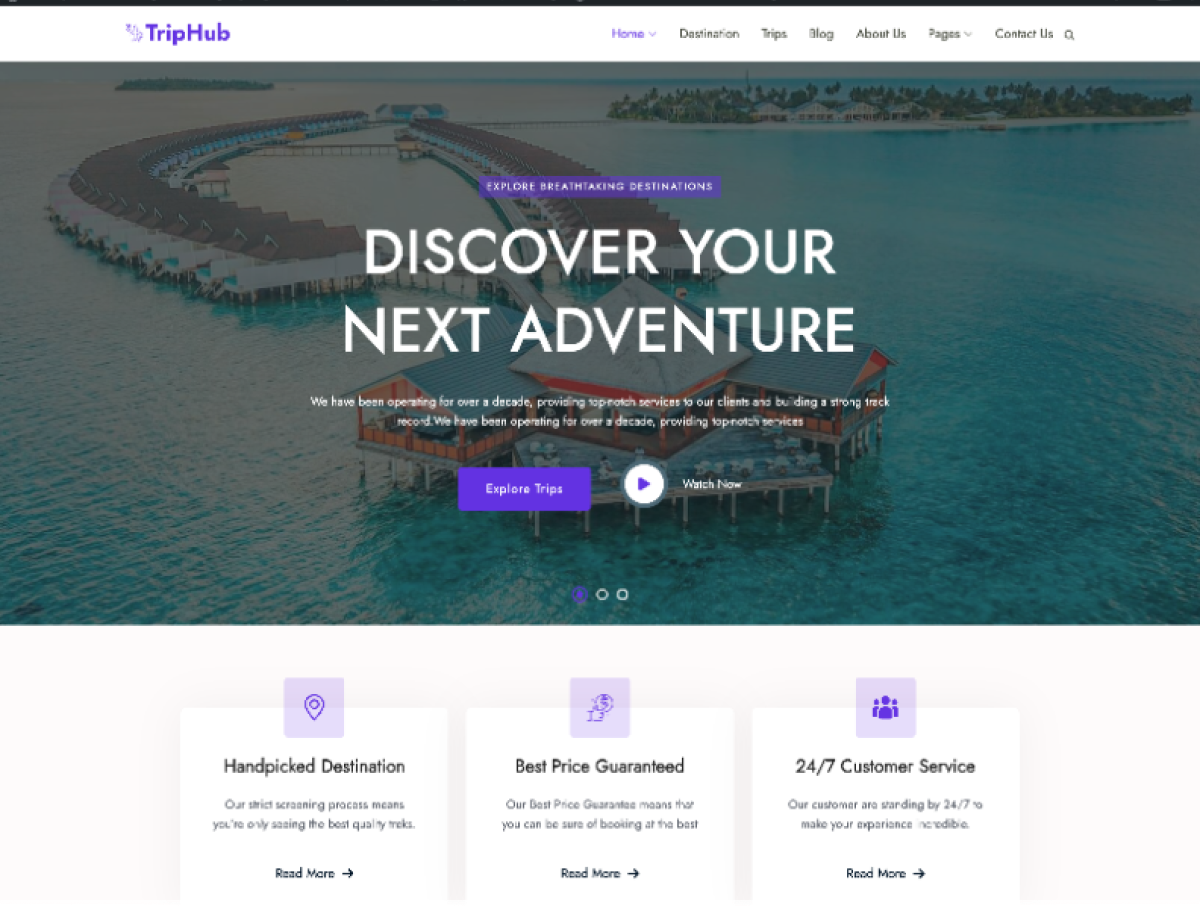 TripHub
Home Destination Trips Blog About Us Pages Contact Us
EXPLORE BREATHTAKING DESTINATIONS
DISCOVER YOUR
NEXT ADVENTURE
We have been operating for over a decade, providing top-notch services to our clients and building a strong track
record.We have been operating for over a decade, providing top-notch services
Explore Trips
Watch Now
Handpicked Destination
Our strict screening process means
you're only seeing the best quality treks.
Read More
Best Price Guaranteed
Our Best Price Guarantee means that
you can be sure of booking at the best
Read More
24/7 Customer Service
Our customer are standing by 24/7 to
make your experience incredible.
Read More